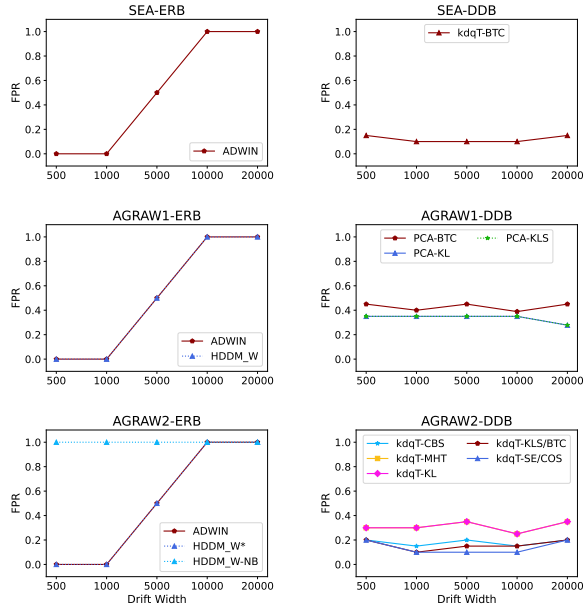 SEA-ERB
FPR
1.0
0.8
0.6
0.4
0.2
0.0
ADWIN
500 1000 5000 10000 20000
SEA-DDB
FPR
1.0
0.8
0.6
0.4
0.2
0.0
kdqT-BTC
500 1000 5000 10000 20000
AGRAW1-ERB
FPR
1.0
0.8
0.6
0.4
0.2
0.0
ADWIN
HDDM_W
500 1000 5000 10000 20000
AGRAW1-DDB
FPR
1.0
0.8
0.6
0.4
0.2
0.0
PCA-BTC PCA-KLS
PCA-KL
500 1000 5000 10000 20000
AGRAW2-ERB
FPR
1.0
0.8
0.6
0.4
0.2
0.0
ADWIN
HDDM_W*
HDDM_W-NB
500 1000 5000 10000 20000
Drift Width
AGRAW2-DDB
FPR
1.0
0.8
0.6
0.4
0.2
0.0
kdqT-CBS kdqT-KLS/BTC
kdqT-MHT kdqT-SE/COS
kdqT-KL
500 1000 5000 10000 20000
Drift Width